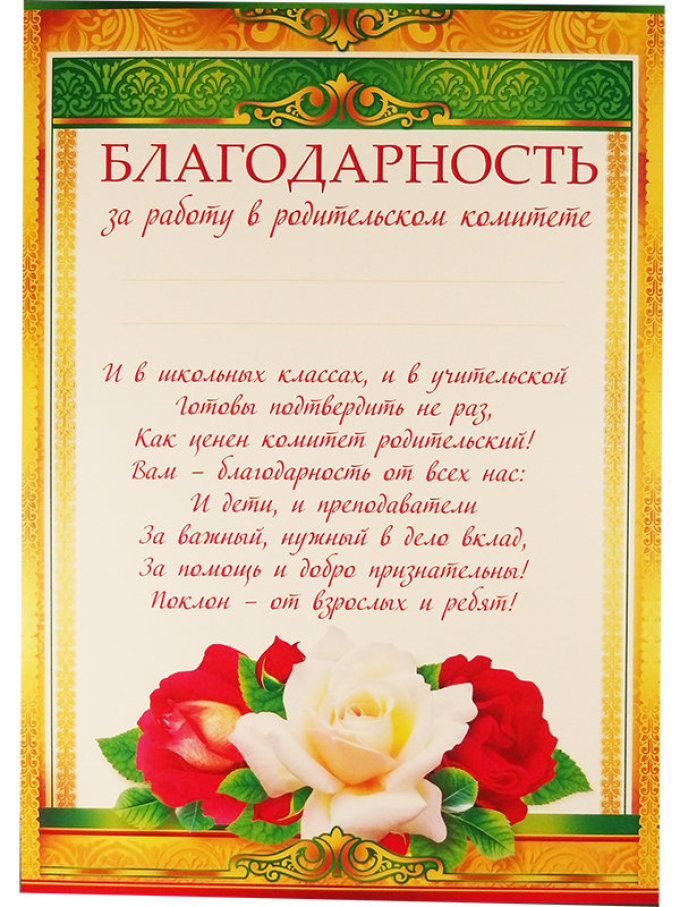 БЛАГОДАРНОСТЬ
за работу в родительском комитете
И в школьных классах, и в учительской
Готовы подтвердить не раз,
Как ценен комитет родительский!
Вам – благодарность от всех нас:
И дети, и преподаватели
За важный, нужный в дело вклад,
За помощь и добро признательны!
Поклон – от взрослых и ребят!